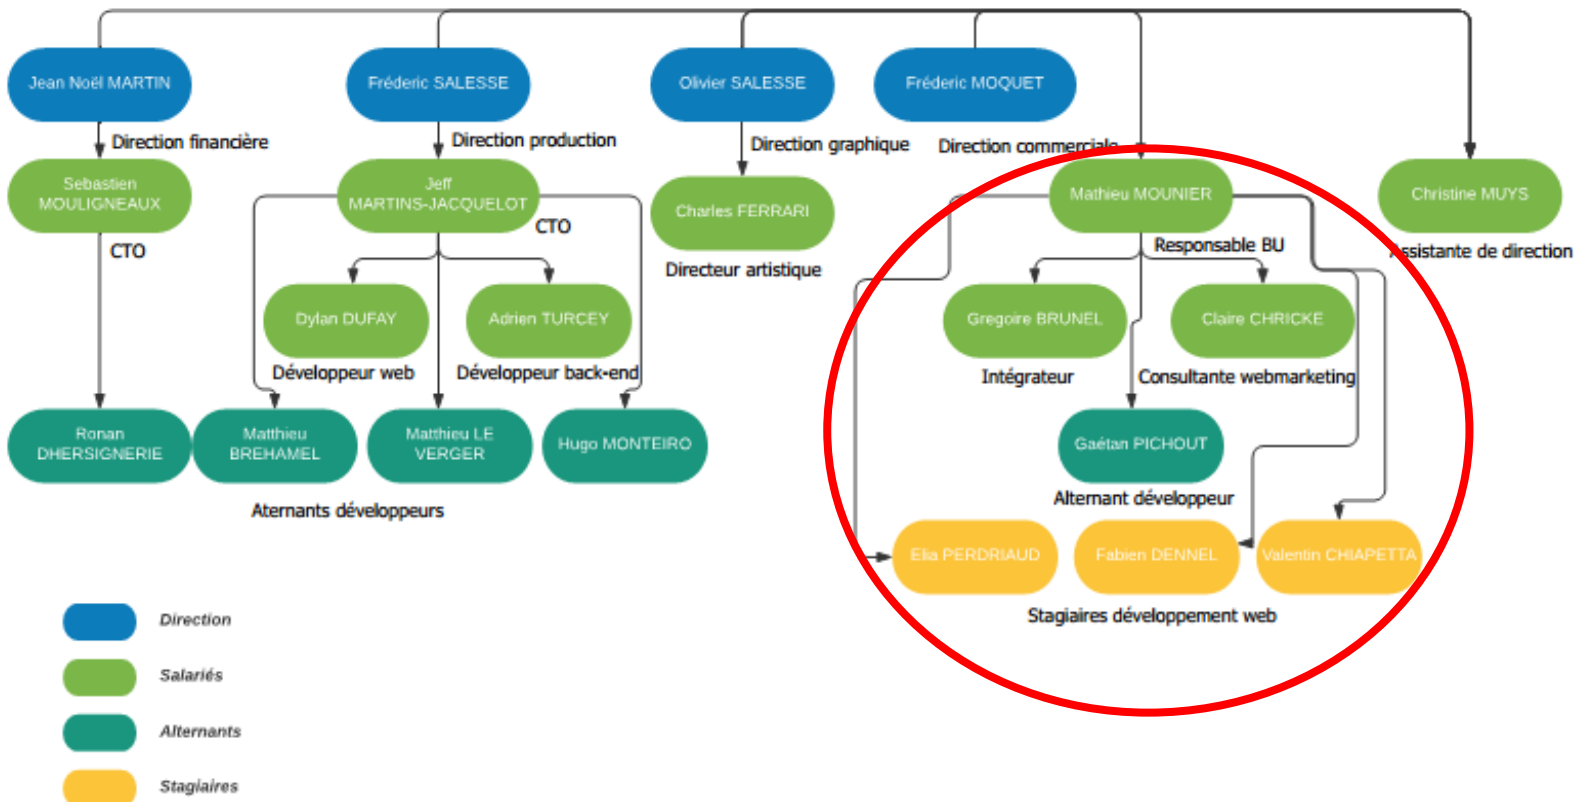 Jean Noël MARTIN
Fréderic SALESSE
Olivier SALESSE
Fréderic MOQUET
Direction financière
Direction production
Direction graphique
Direction commerciale
Sebastien
MOULIGNEAUX
Jeff
MARTINS-JACQUELOT
Charles FERRARI
Mathieu MOUNIER
Christine MUYS
CTO
CTO
Directeur artistique
Responsable BU
Assistante de direction
Dylan DUFAY
Adrien TURCEY
Gregoire BRUNEL
Claire CHRICKE
Développeur web
Développeur back-end
Intégrateur
Consultante webmarketing
Ronan
DHERSIGNERIE
Matthieu
BREHAMEL
Matthieu LE
VERGER
Hugo MONTEIRO
Gaétan PICHOUT
Aternants développeurs
Alternant développeur
Elia PERDRIAUD
Fabien DENNEL
Valentin CHIAPETTA
Stagiaires développement web
Direction
Salariés
Alternants
Stagiaires